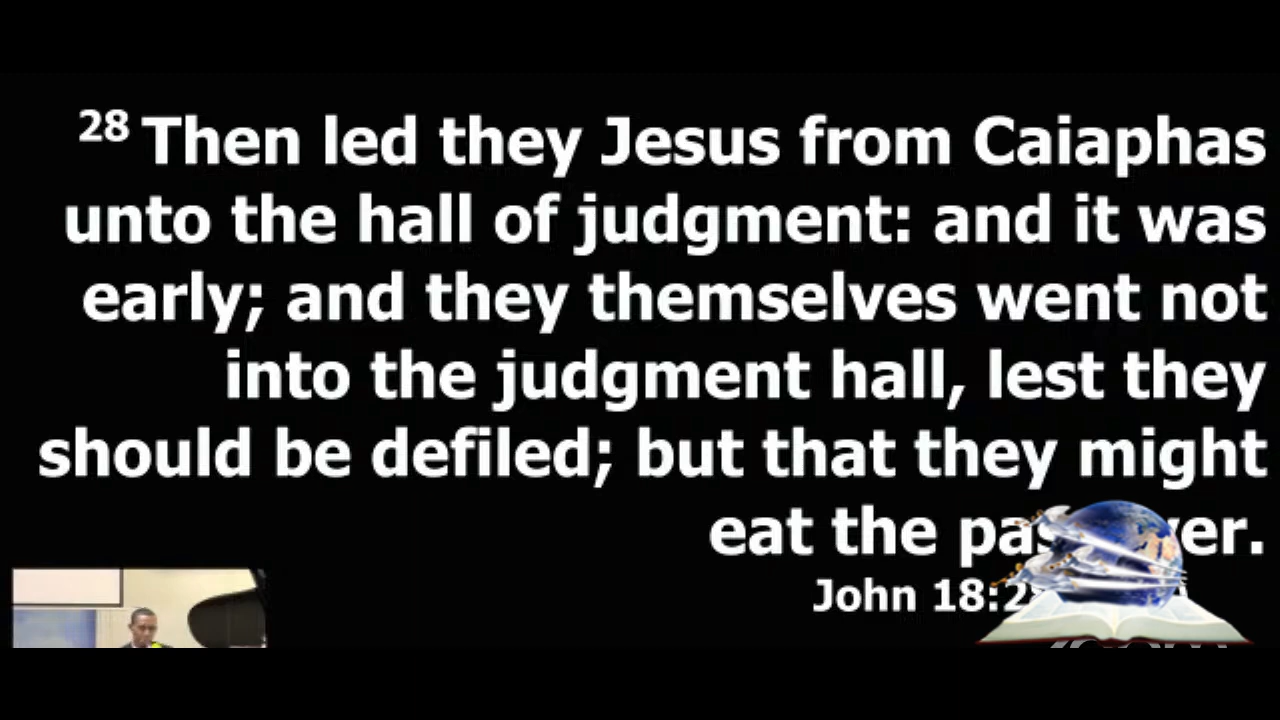 28 Then led they Jesus from Caiaphas
unto the hall of judgment: and it was
early; and they themselves went not
into the judgment hall, lest they
should be defiled; but that they might
eat the
John 18: